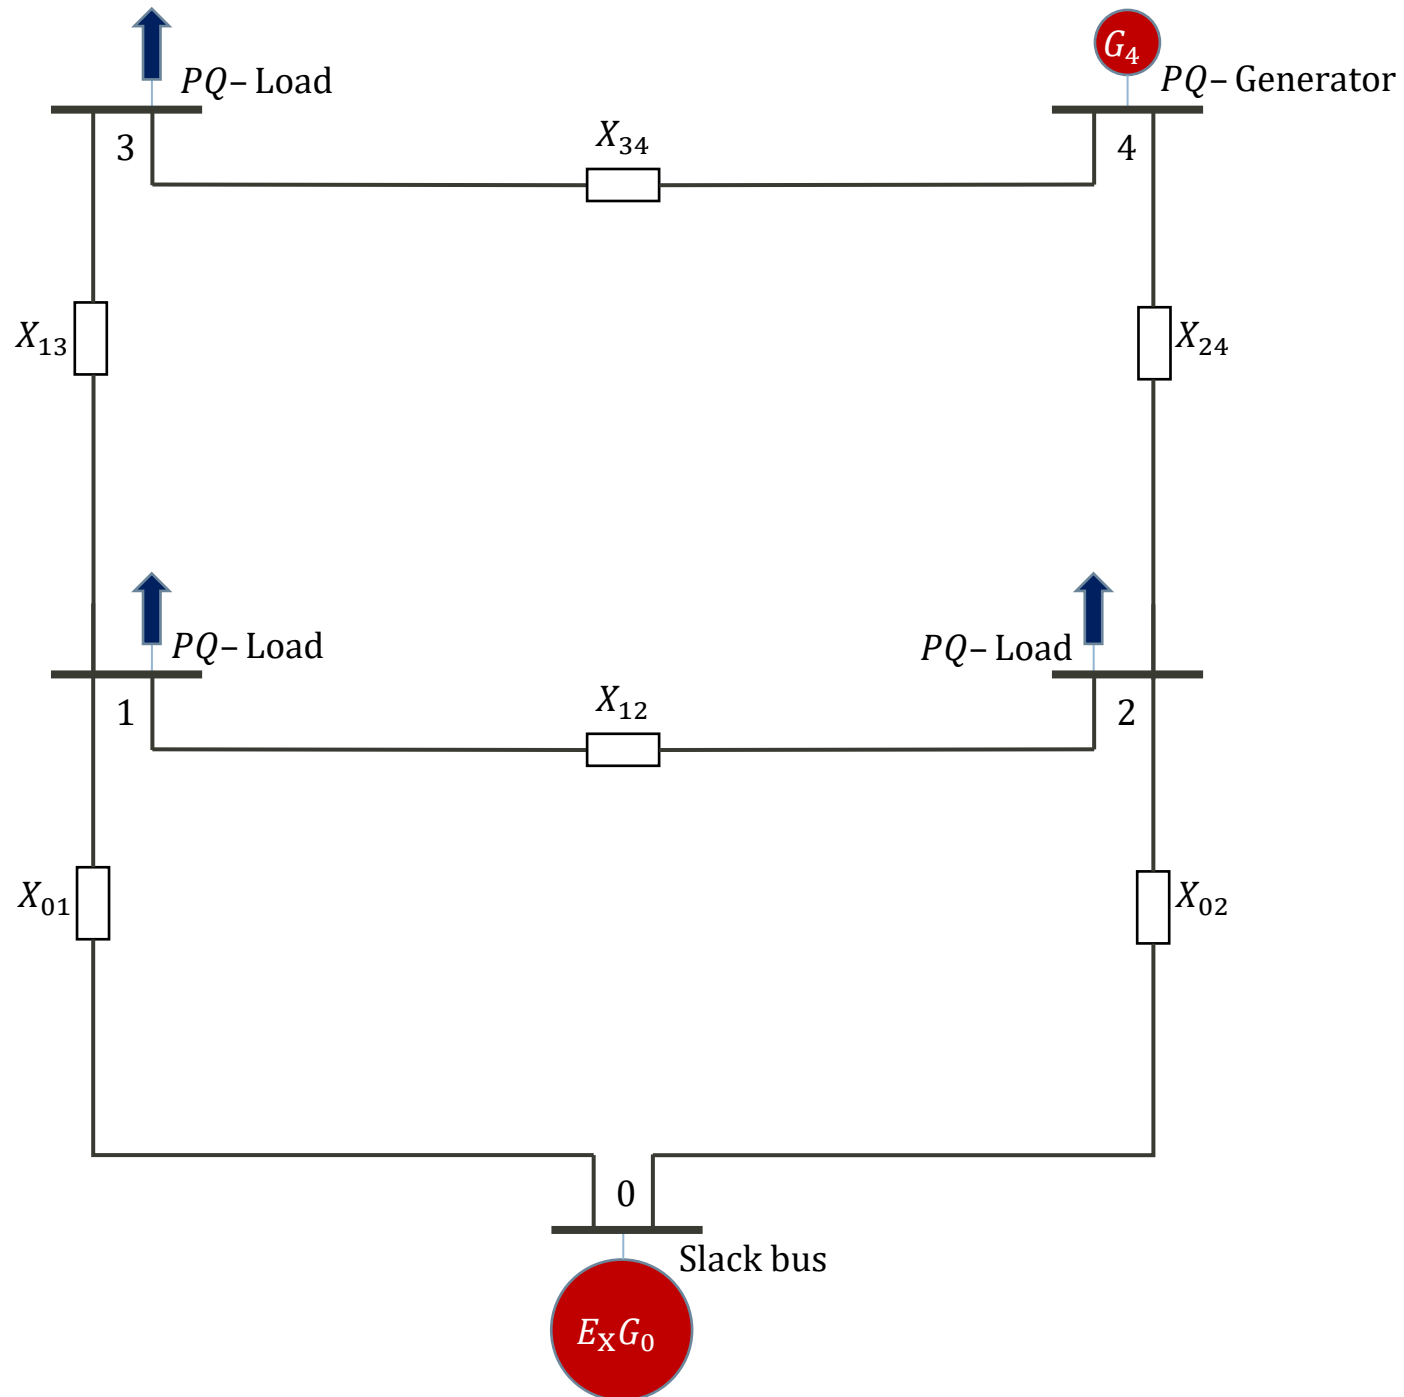 G₄
PQ– Load
PQ– Generator
3
X₃₄
4
X₁₃
X₂₄
PQ– Load
PQ– Load
1
X₁₂
2
X₀₁
X₀₂
0
Slack bus
EₓG₀